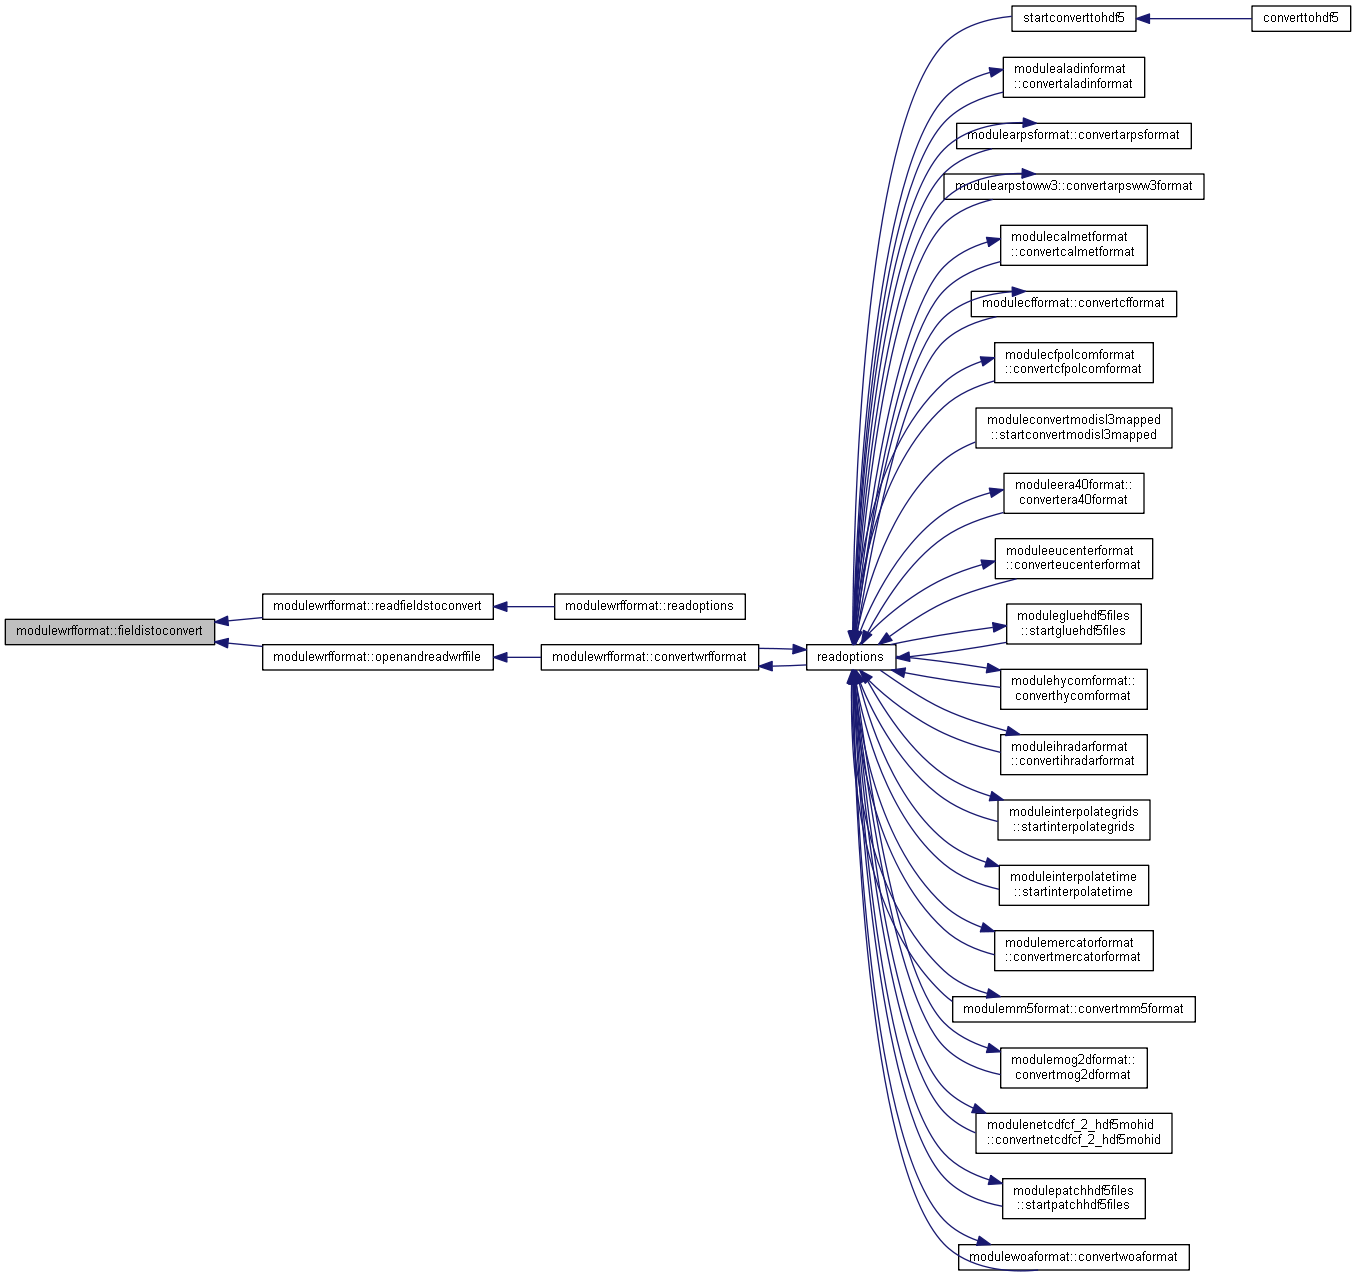 startconverttohdf5
converttohdf5
modulealadinformat
::convertaladinformat
modulearpsformat::convertarpsformat
modulearpstoww3::convertarpsww3format
modulecalmetformat
::convertcalmetformat
modulecfformat::convertcfformat
modulecfpolcomformat
::convertcfpolcomformat
moduleconvertmodisl3mapped
::startconvertmodisl3mapped
moduleera40format::
convertera40format
moduleeucenterformat
::converteucenterformat
modulewrfformat::readfieldstoconvert
modulewrfformat::readoptions
modulegluehdf5files
::startgluehdf5files
modulewrfformat::fieldistoconvert
modulewrfformat::openandreadwrffile
modulewrfformat::convertwrfformat
readoptions
modulehycomformat::
converthycomformat
moduleihradarformat
::convertihradarformat
moduleinterpolategrids
::startinterpolategrids
moduleinterpolatetime
::startinterpolatetime
modulemercatorformat
::convertmercatorformat
modulemm5format::convertmm5format
modulemog2dformat::
convertmog2dformat
modulenetcdfcf_2_hdf5mohid
::convertnetcdfcf_2_hdf5mohid
modulepatchhdf5files
::startpatchhdf5files
modulewoaformat::convertwoaformat